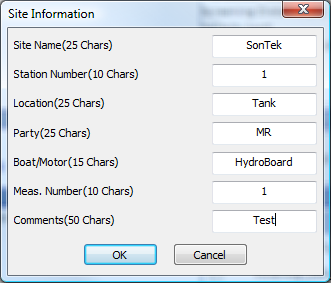 Site Information
Site Name(25 Chars) SonTek
Station Number(10 Chars) 1
Location(25 Chars) Tank
Party(25 Chars) MR
Boat/Motor(15 Chars) HydroBoard
Meas. Number(10 Chars) 1
Comments(50 Chars) Test
OK Cancel